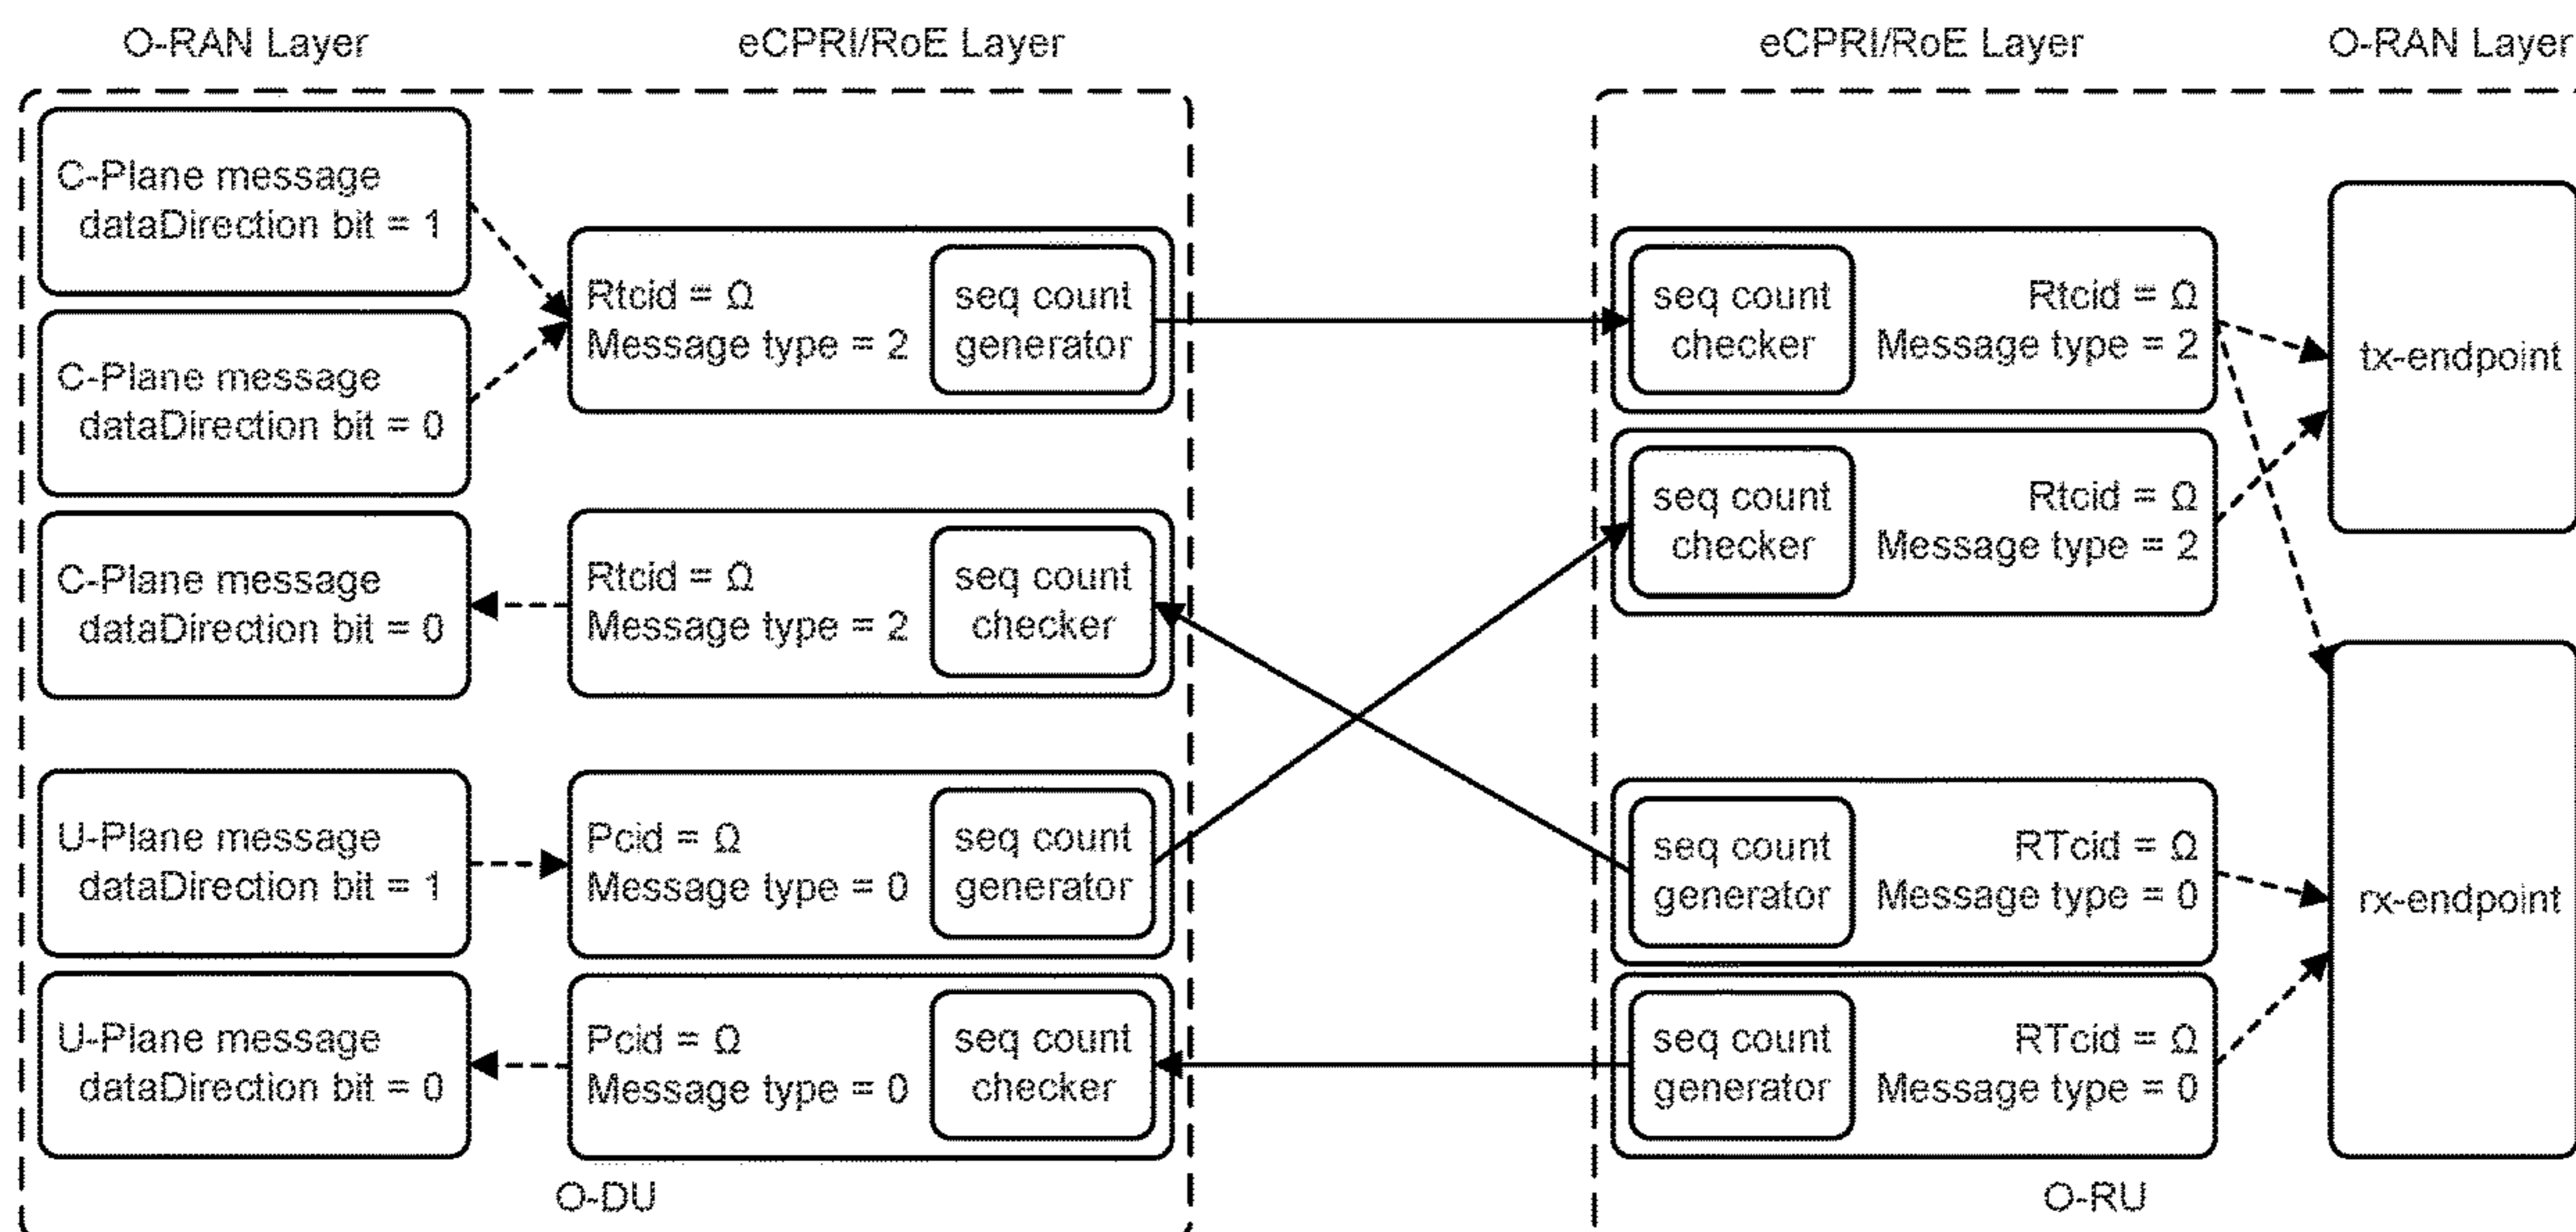 O-RAN Layer
eCPRI/RoE Layer
eCPRI/RoE Layer
O-RAN Layer
C-Plane message
dataDirection bit = 1
C-Plane message
dataDirection bit = 0
C-Plane message
dataDirection bit = 0
U-Plane message
dataDirection bit = 1
U-Plane message
dataDirection bit = 0
Rtcid = Ω
Message type = 2
seq count
generator
Rtcid = Ω
Message type = 2
seq count
checker
Pcid = Ω
Message type = 0
seq count
generator
Pcid = Ω
Message type = 0
seq count
checker
O-DU
seq count
checker
Rtcid = Ω
Message type = 2
seq count
checker
Rtcid = Ω
Message type = 2
seq count
generator
RTcid = Ω
Message type = 0
seq count
generator
RTcid = Ω
Message type = 0
tx-endpoint
rx-endpoint
O-RU